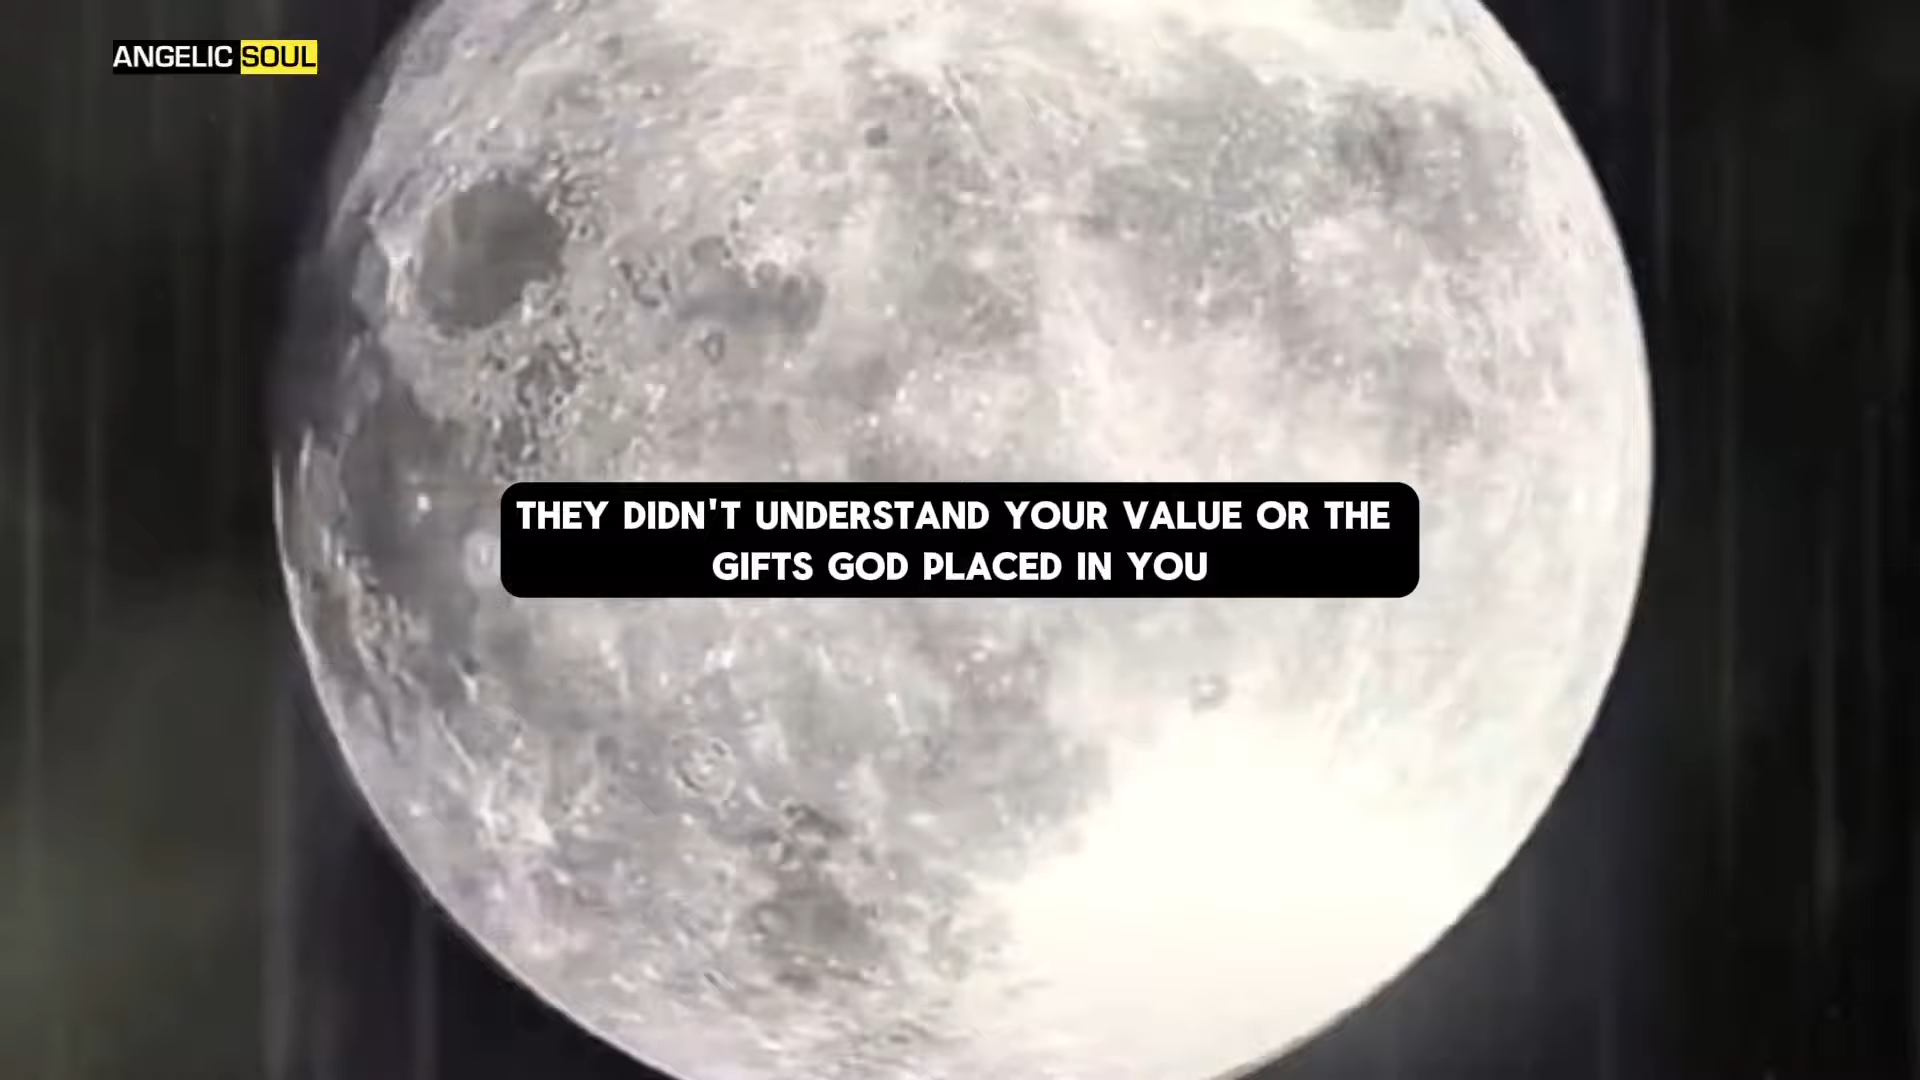 ANGELIC SOUL
THEY DIDN'T UNDERSTAND YOUR VALUE OR THE
GIFTS GOD PLACED IN YOU